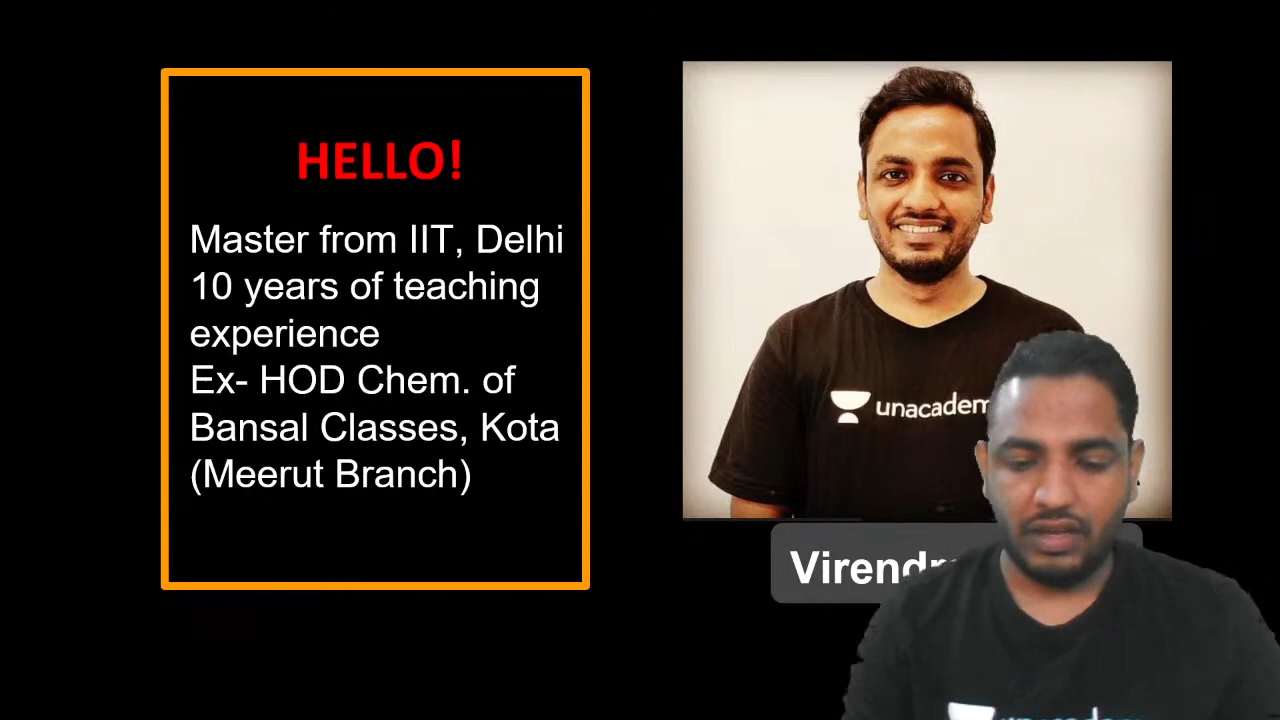 HELLO!
Master from IIT, Delhi
10 years of teaching
experience
Ex- HOD Chem. of
Bansal Classes, Kota
(Meerut Branch)
unacadem